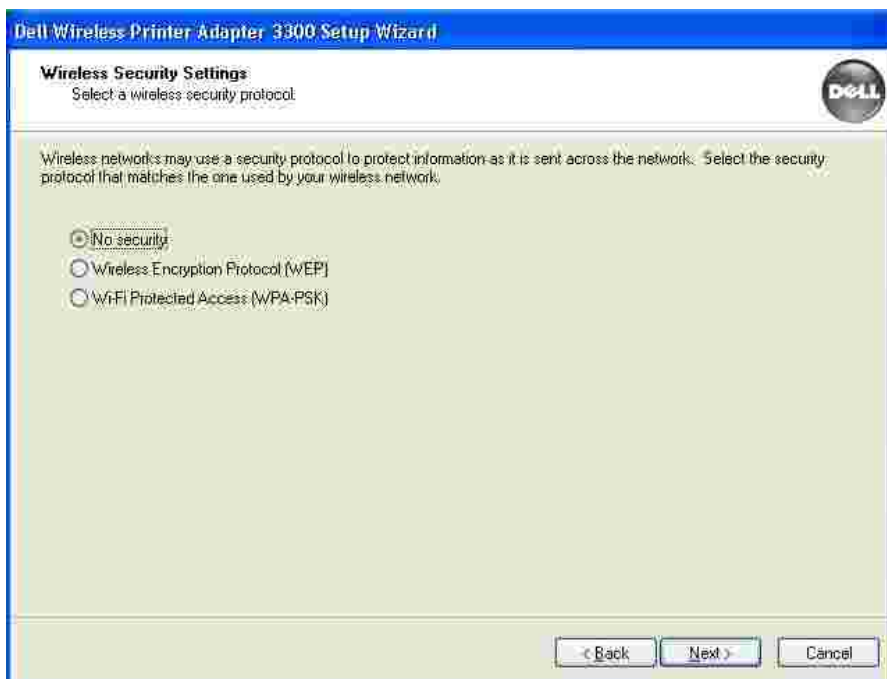 Dell Wireless Printer Adapter 3300 Setup Wizard
Wireless Security Settings
Select a wireless security protocol
DELL
Wireless networks may use a security protocol to protect information as it is sent across the network. Select the security
protocol that matches the one used by your wireless network.
No security
Wireless Encryption Protocol (WEP)
Wi-Fi Protected Access (WPA-PSK)
< Back
Next >
Cancel